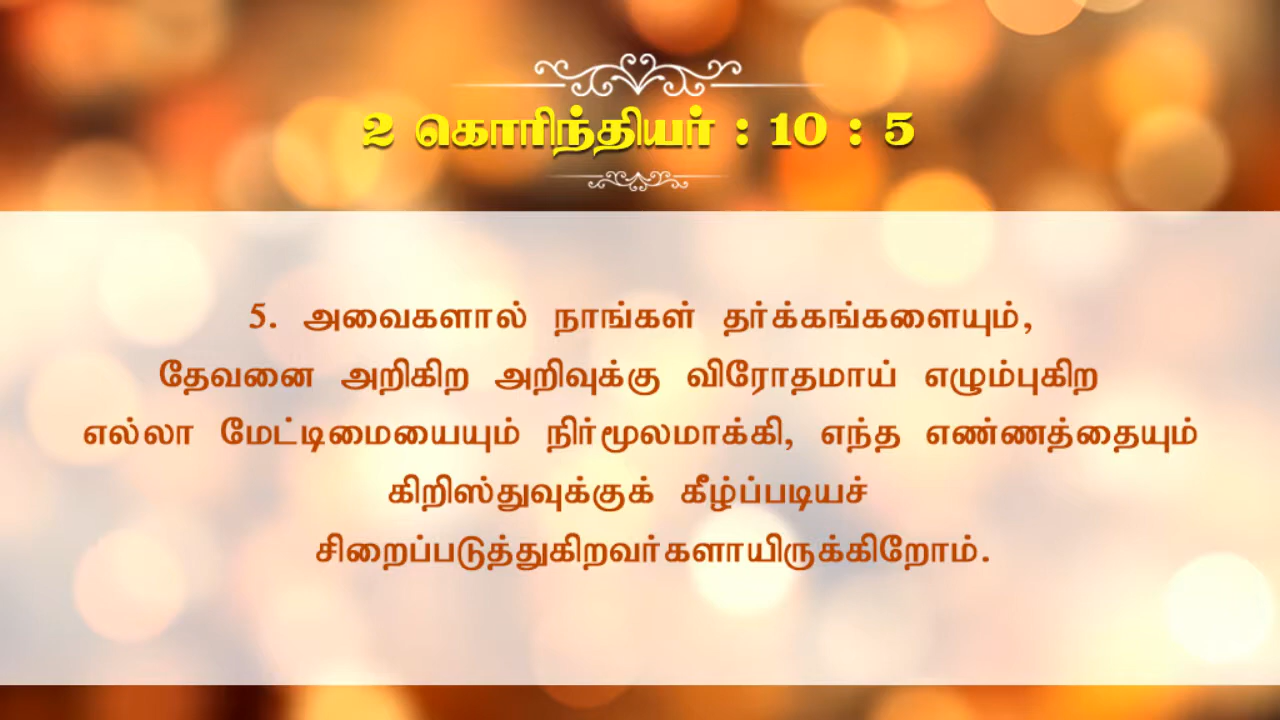 2 கொரிந்தியர் : 10 : 5
5. அவைகளால் நாங்கள் தர்க்கங்களையும்,
தேவனை அறிகிற அறிவுக்கு விரோதமாய் எழும்புகிற
எல்லா மேட்டிமையையும் நிர்மூலமாக்கி, எந்த எண்ணத்தையும்
கிறிஸ்துவுக்குக் கீழ்ப்படியச்
சிறைப்படுத்துகிறவர்களாயிருக்கிறோம்.